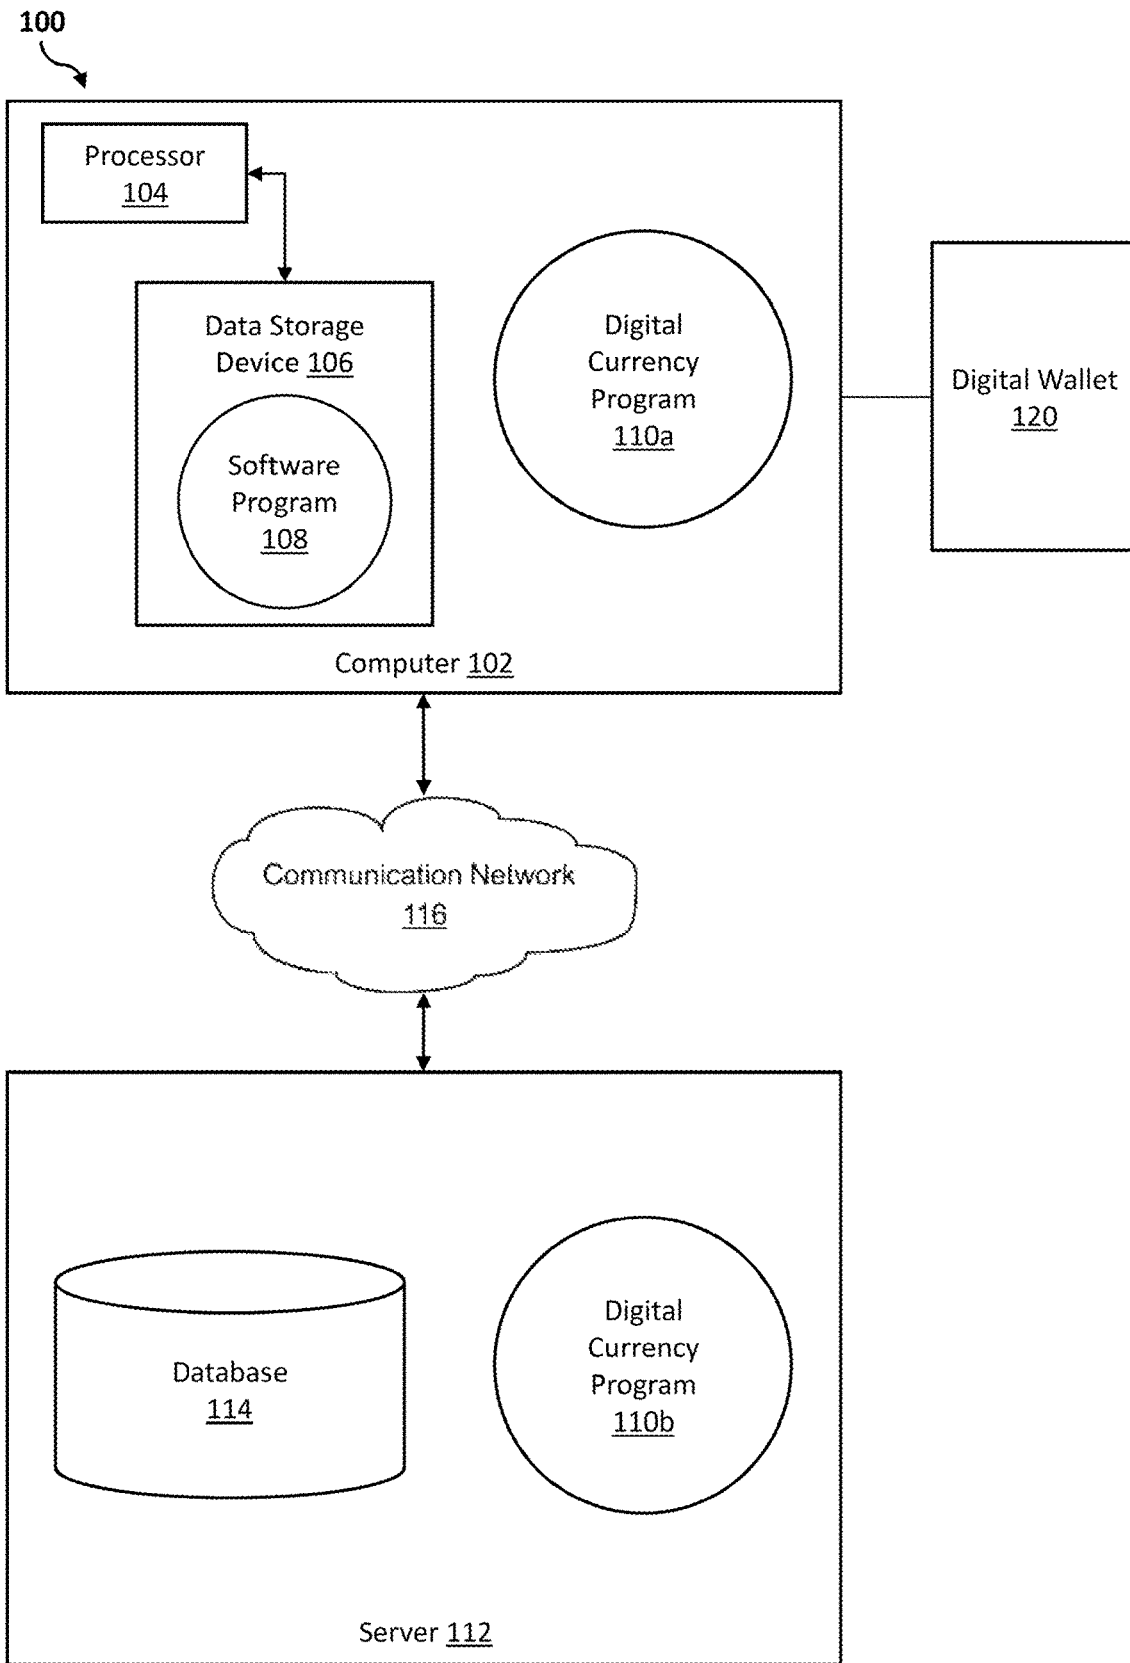 100
Processor
104
Data Storage
Device 106
Software
Program
108
Digital
Currency
Program
110a
Computer 102
Digital Wallet
120
Communication Network
116
Database
114
Digital
Currency
Program
110b
Server 112